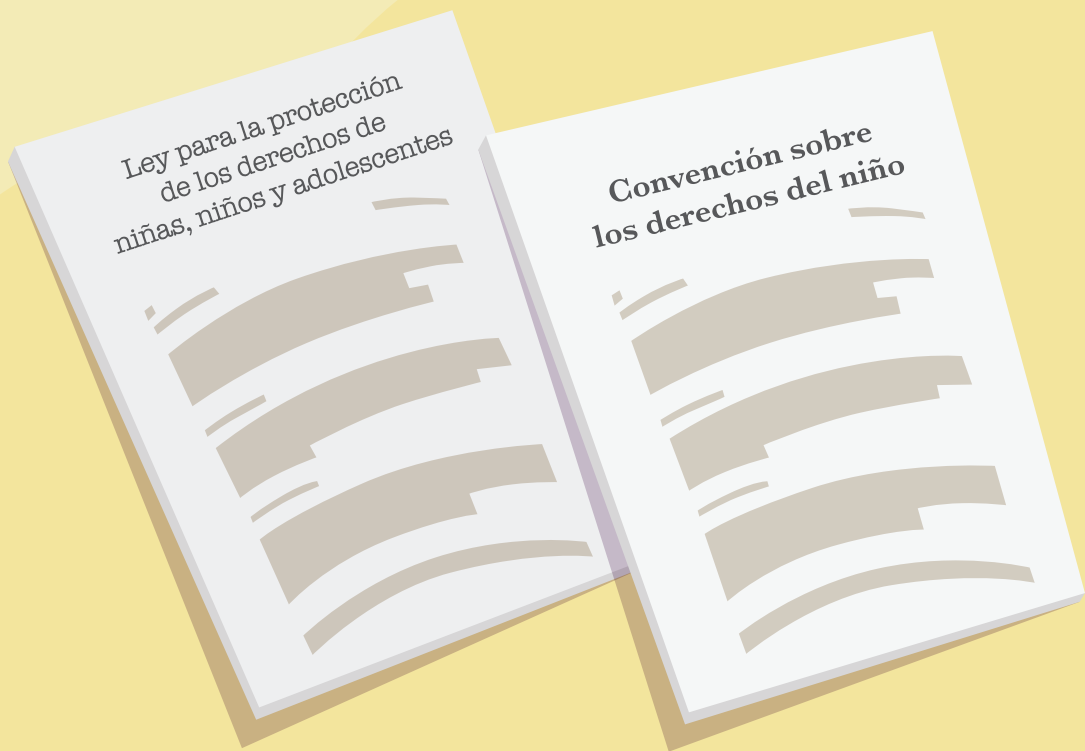 Ley para la protección
de los derechos de
niñas, niños y adolescentes
Convención sobre
los derechos del niño